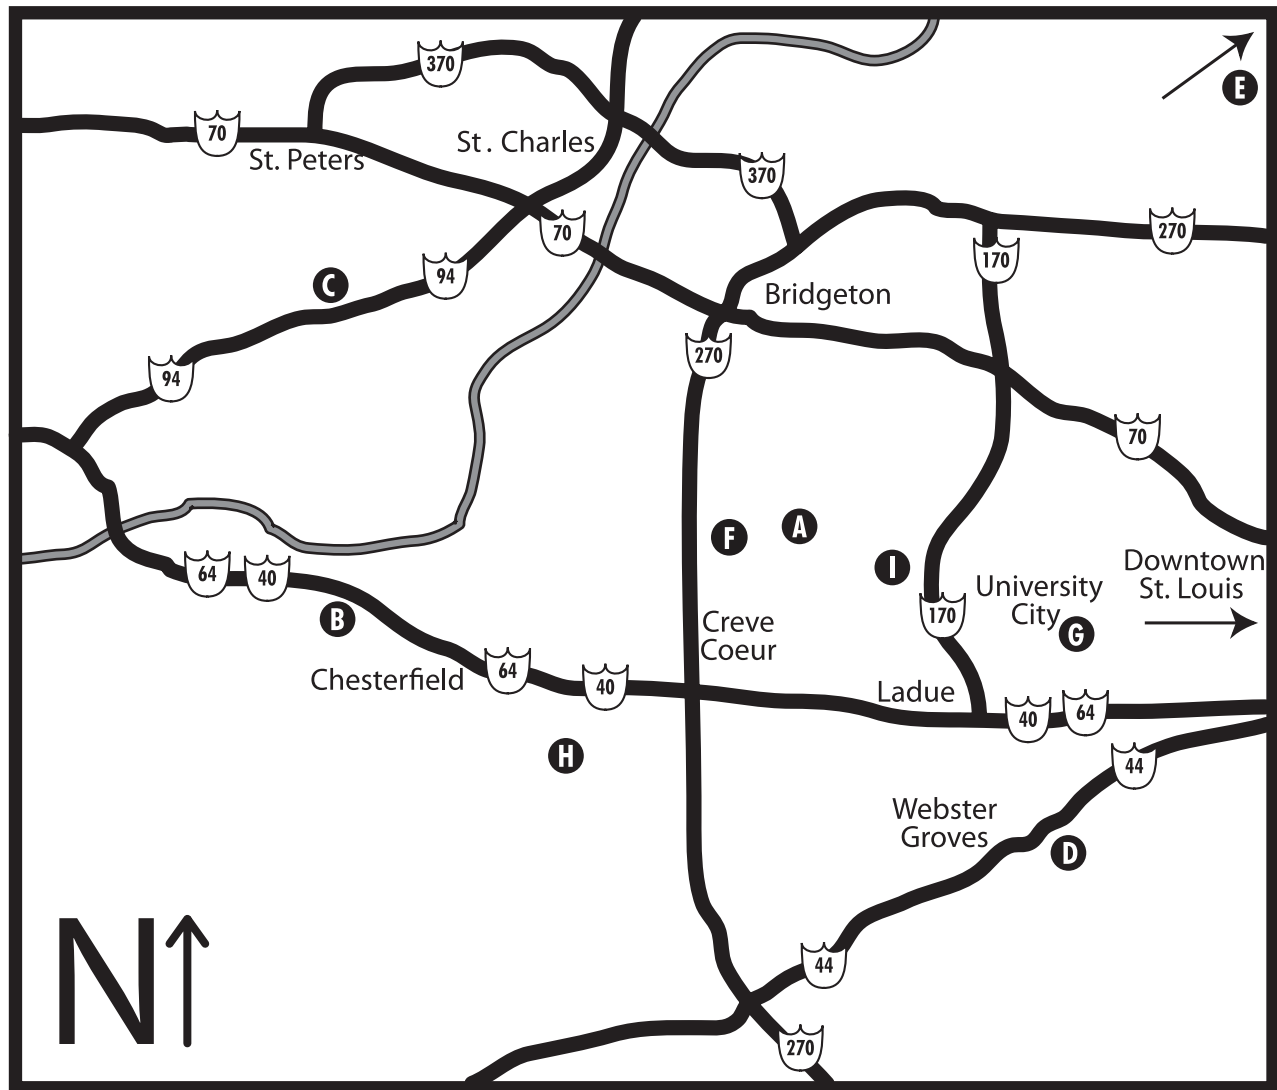 370
E
70
St. Charles
St. Peters
370
70
270
170
94
C
Bridgeton
270
94
70
A
F
Downtown
St. Louis
I
64
40
University
City
170
B
G
Creve
Coeur
64
Chesterfield
40
Ladue
40
64
H
44
Webster
Groves
D
N
44
270